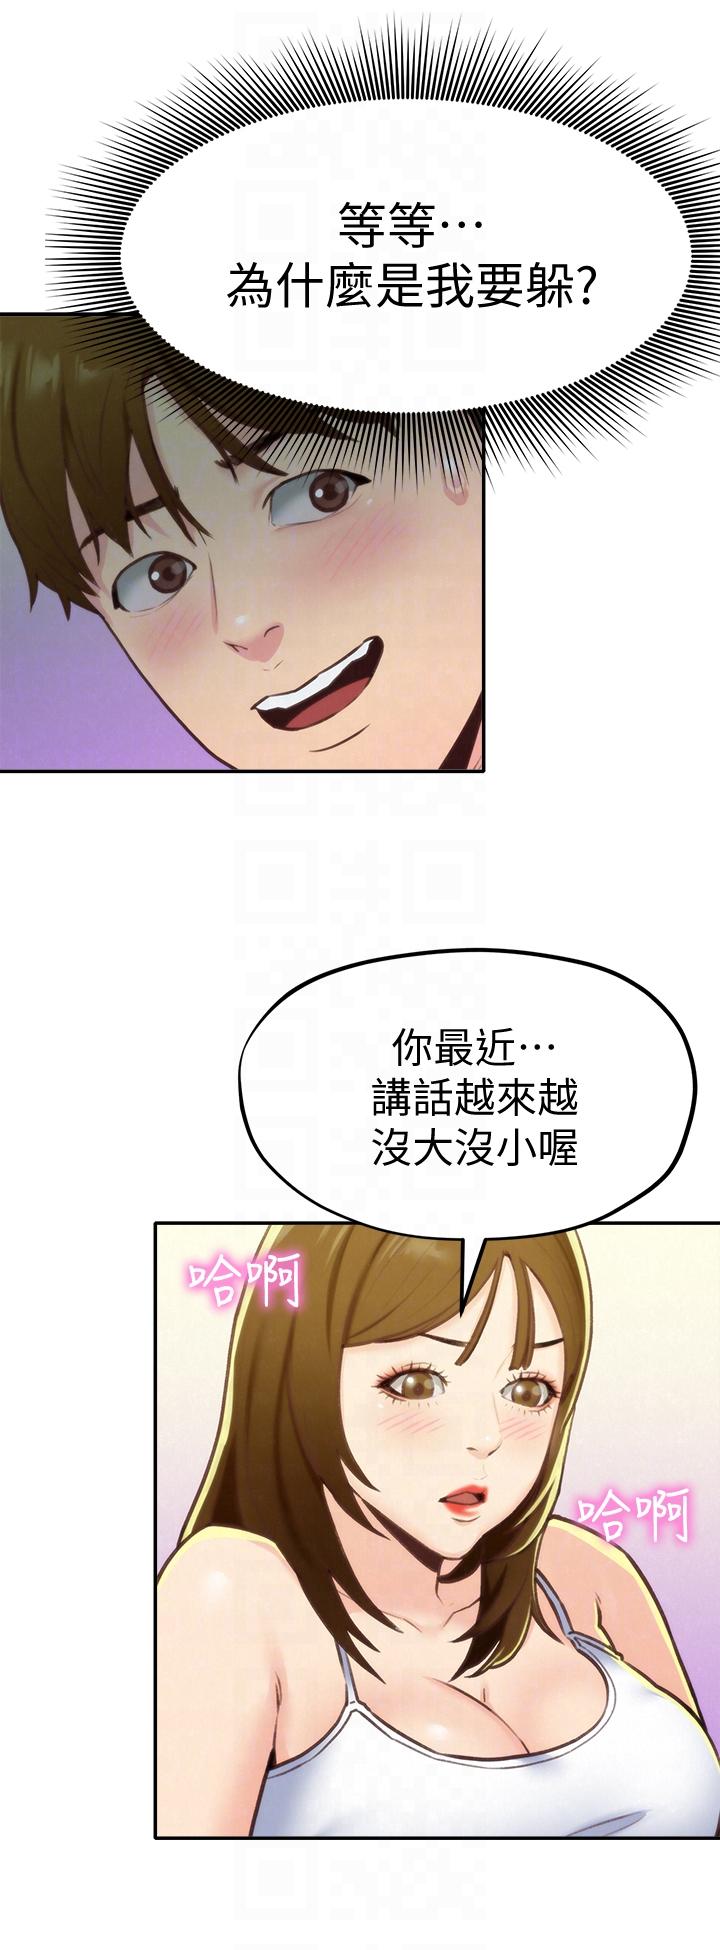 等等⋯
為什麼是我要躲?
你最近⋯
講話越來越
沒大沒小喔
哈啊
哈啊